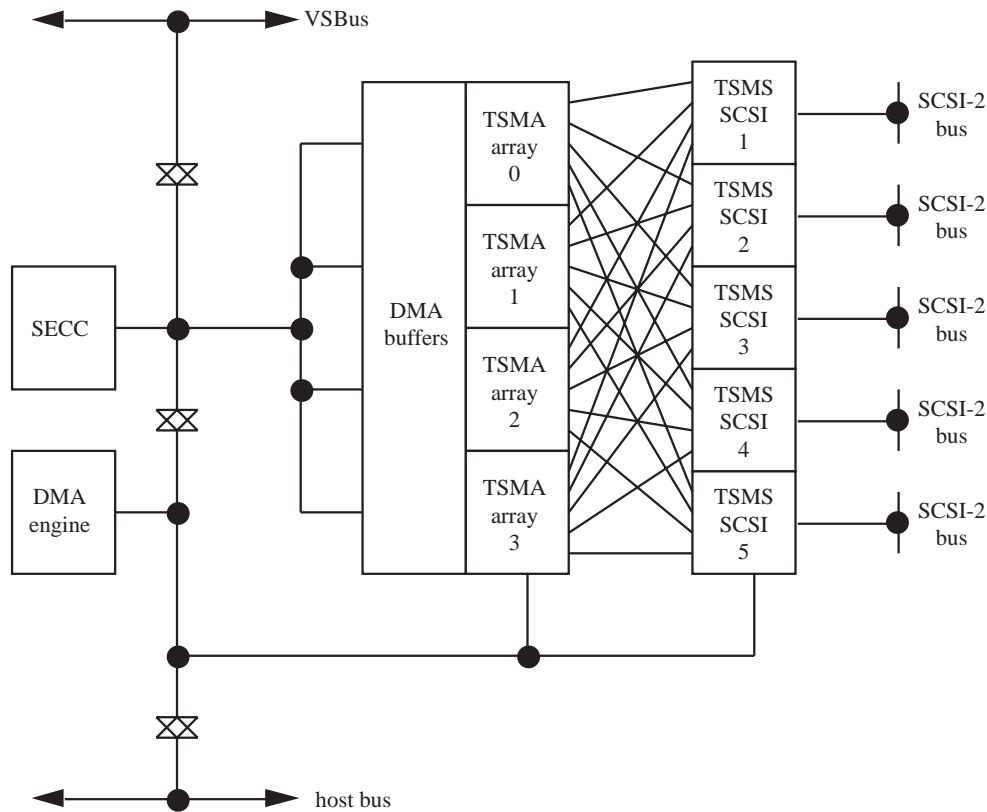 VSBus
TSMA
array
0
TSMA
array
1
TSMA
array
2
TSMA
array
3
DMA
buffers
TSMS
SCSI
1
TSMS
SCSI
2
TSMS
SCSI
3
TSMS
SCSI
4
TSMS
SCSI
5
SCSI-2
bus
SCSI-2
bus
SCSI-2
bus
SCSI-2
bus
SCSI-2
bus
SECC
DMA
engine
host bus